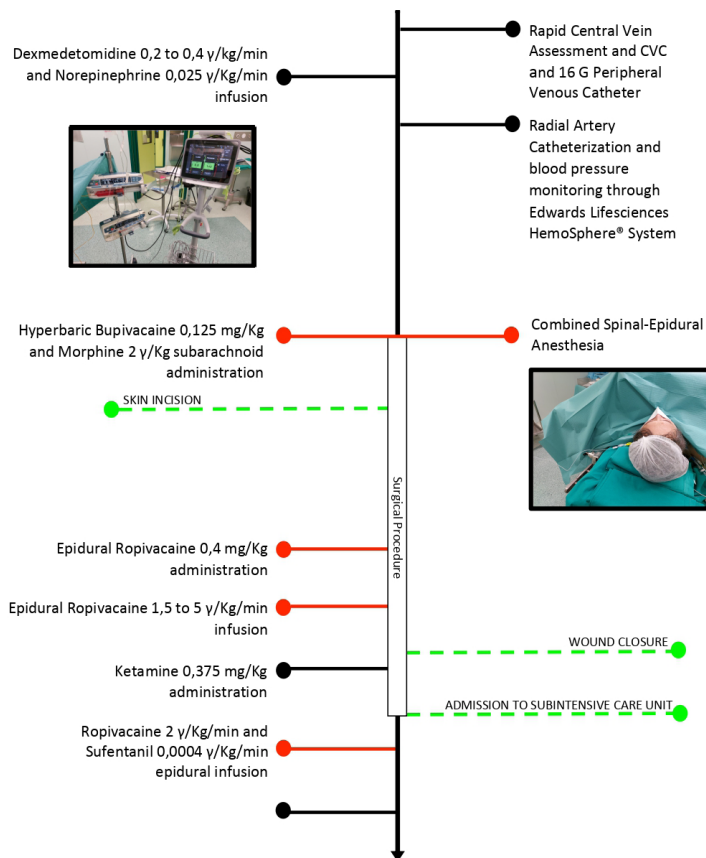 Rapid Central Vein
Assessment and CVC
and 16 G Peripheral
Venous Catheter
Dexmedetomidine 0,2 to 0,4 γ/Kg/min
and Norepinephrine 0,025 γ/Kg/min
infusion
Radial Artery
Catheterization and
blood pressure
monitoring through
Edwards Lifesciences
HemoSphere® System
Hyperbaric Bupivacaine 0,125 mg/Kg
and Morphine 2 γ/Kg subarachnoid
administration
Combined Spinal-Epidural
Anesthesia
SKIN INCISION
Surgical Procedure
Epidural Ropivacaine 0,4 mg/Kg
administration
Epidural Ropivacaine 1,5 to 5 γ/Kg/min
infusion
WOUND CLOSURE
Ketamine 0,375 mg/Kg
administration
ADMISSION TO SUBINTENSIVE CARE UNIT
Ropivacaine 2 γ/Kg/min and
Sufentanil 0,0004 γ/Kg/min
epidural infusion